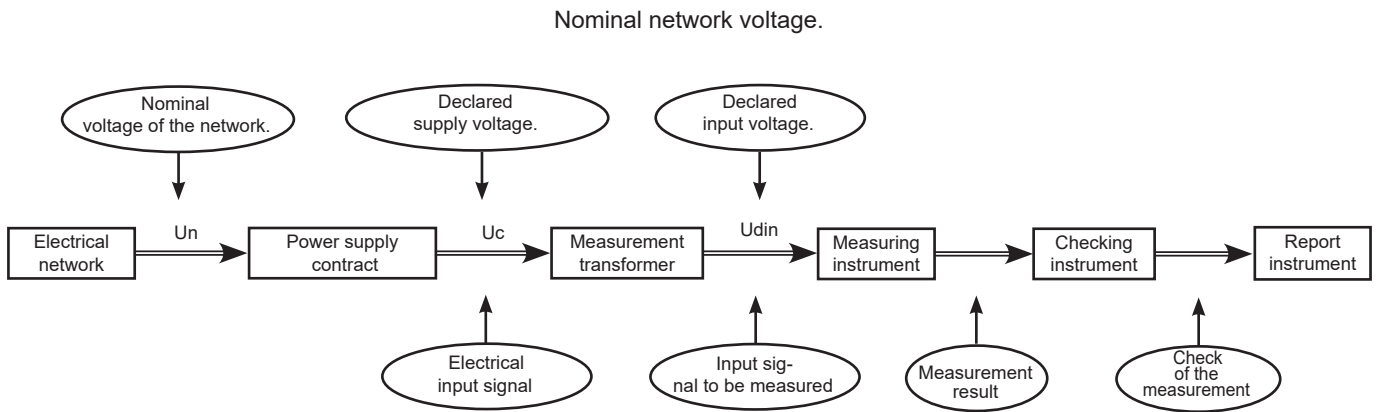 Nominal network voltage.
Nominal
voltage of the network.
Declared
supply voltage.
Declared
input voltage.
Un
Uc
Udin
Electrical
network
Power supply
contract
Measurement
transformer
Measuring
instrument
Checking
instrument
Report
instrument
Electrical
input signal
Input sig-
nal to be measured
Measurement
result
Check
of the
measurement